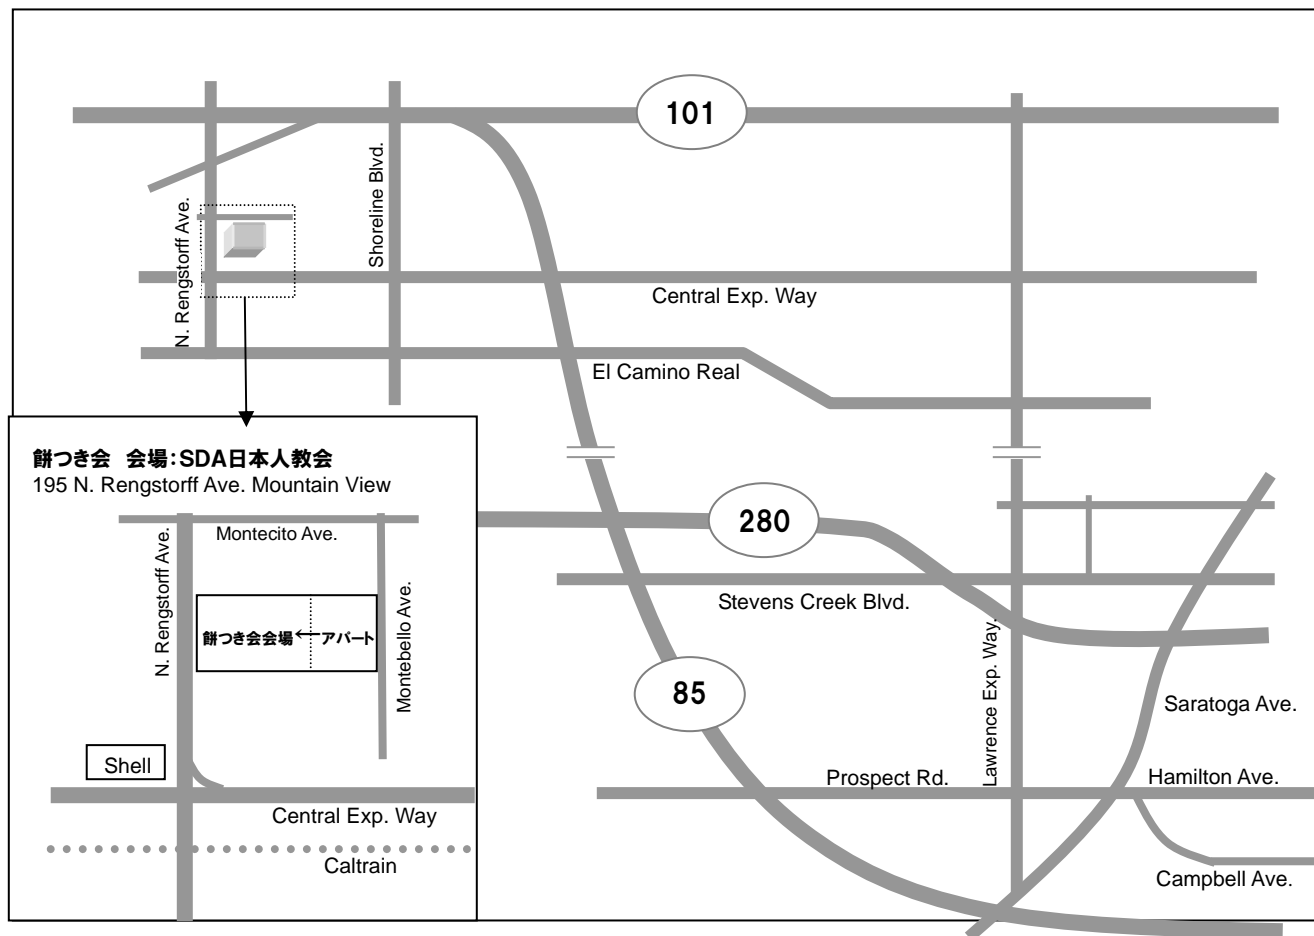 101
N. Rengstorff Ave.
Shoreline Blvd.
Central Exp. Way
El Camino Real
餅つき会　会場：SDA日本人教会
195 N. Rengstorff Ave. Mountain View
Montecito Ave.
N. Rengstorff Ave.
餅つき会会場
アパート
Montebello Ave.
Shell
Central Exp. Way
Caltrain
280
Stevens Creek Blvd.
Lawrence Exp. Way.
85
Saratoga Ave.
Prospect Rd.
Hamilton Ave.
Campbell Ave.